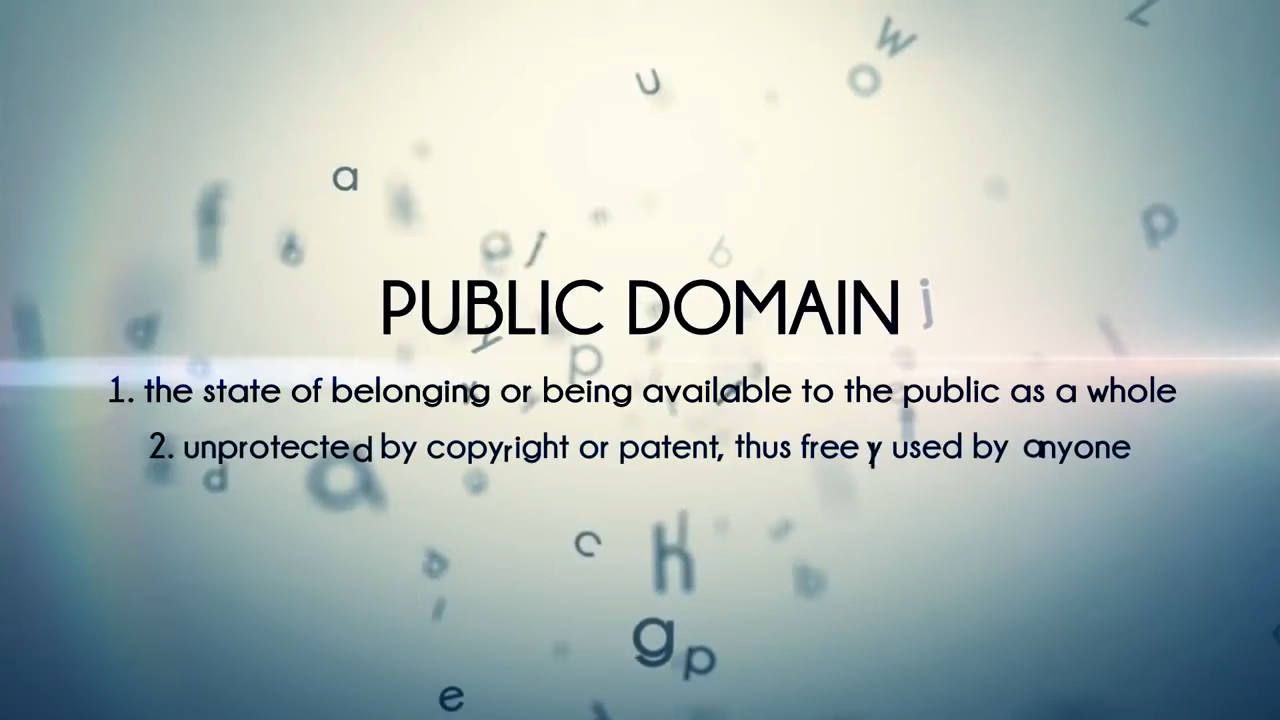 PUBLIC DOMAIN
1. the state of belonging or being available to the public as a whole
2. unprotected by copyright or patent, thus free y used by anyone